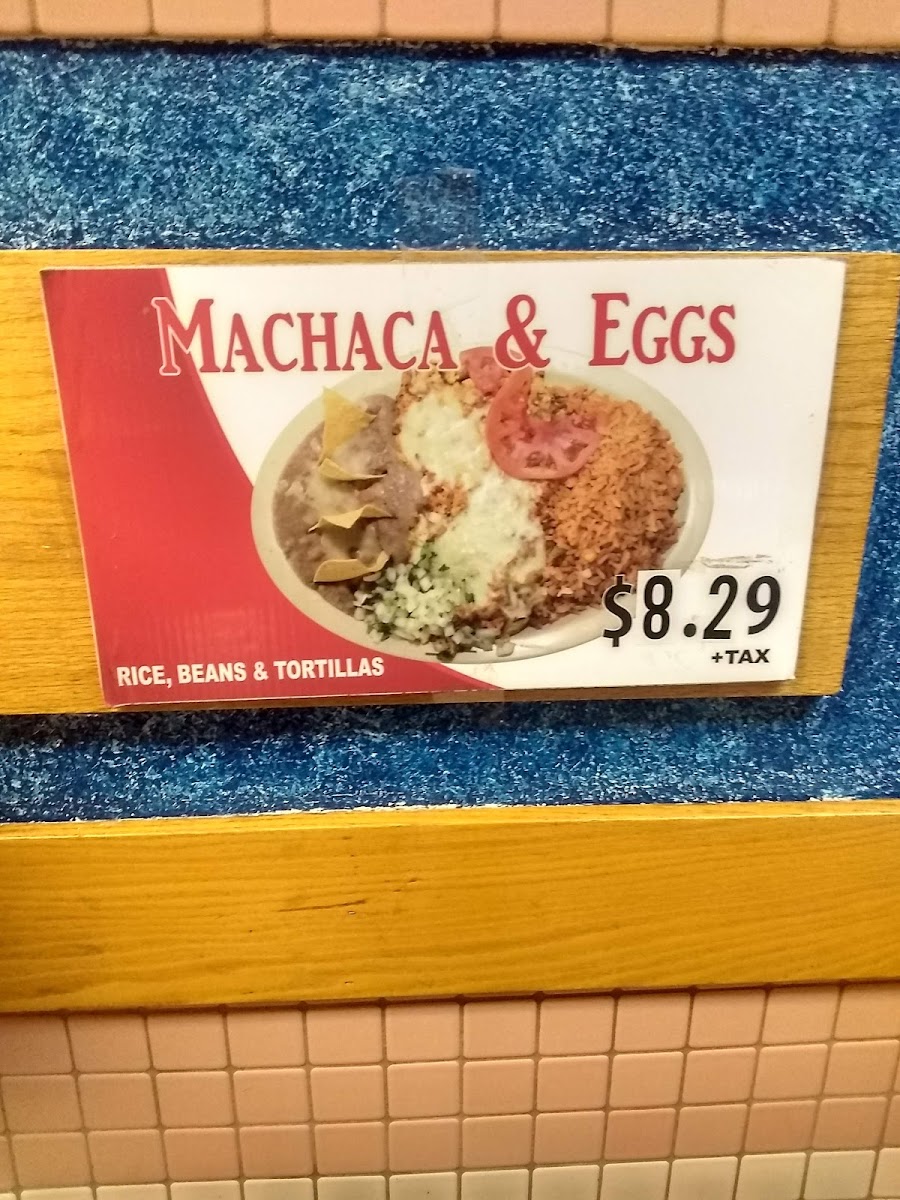 MACHACA & EGGS
$8.29
+TAX
RICE, BEANS & TORTILLAS